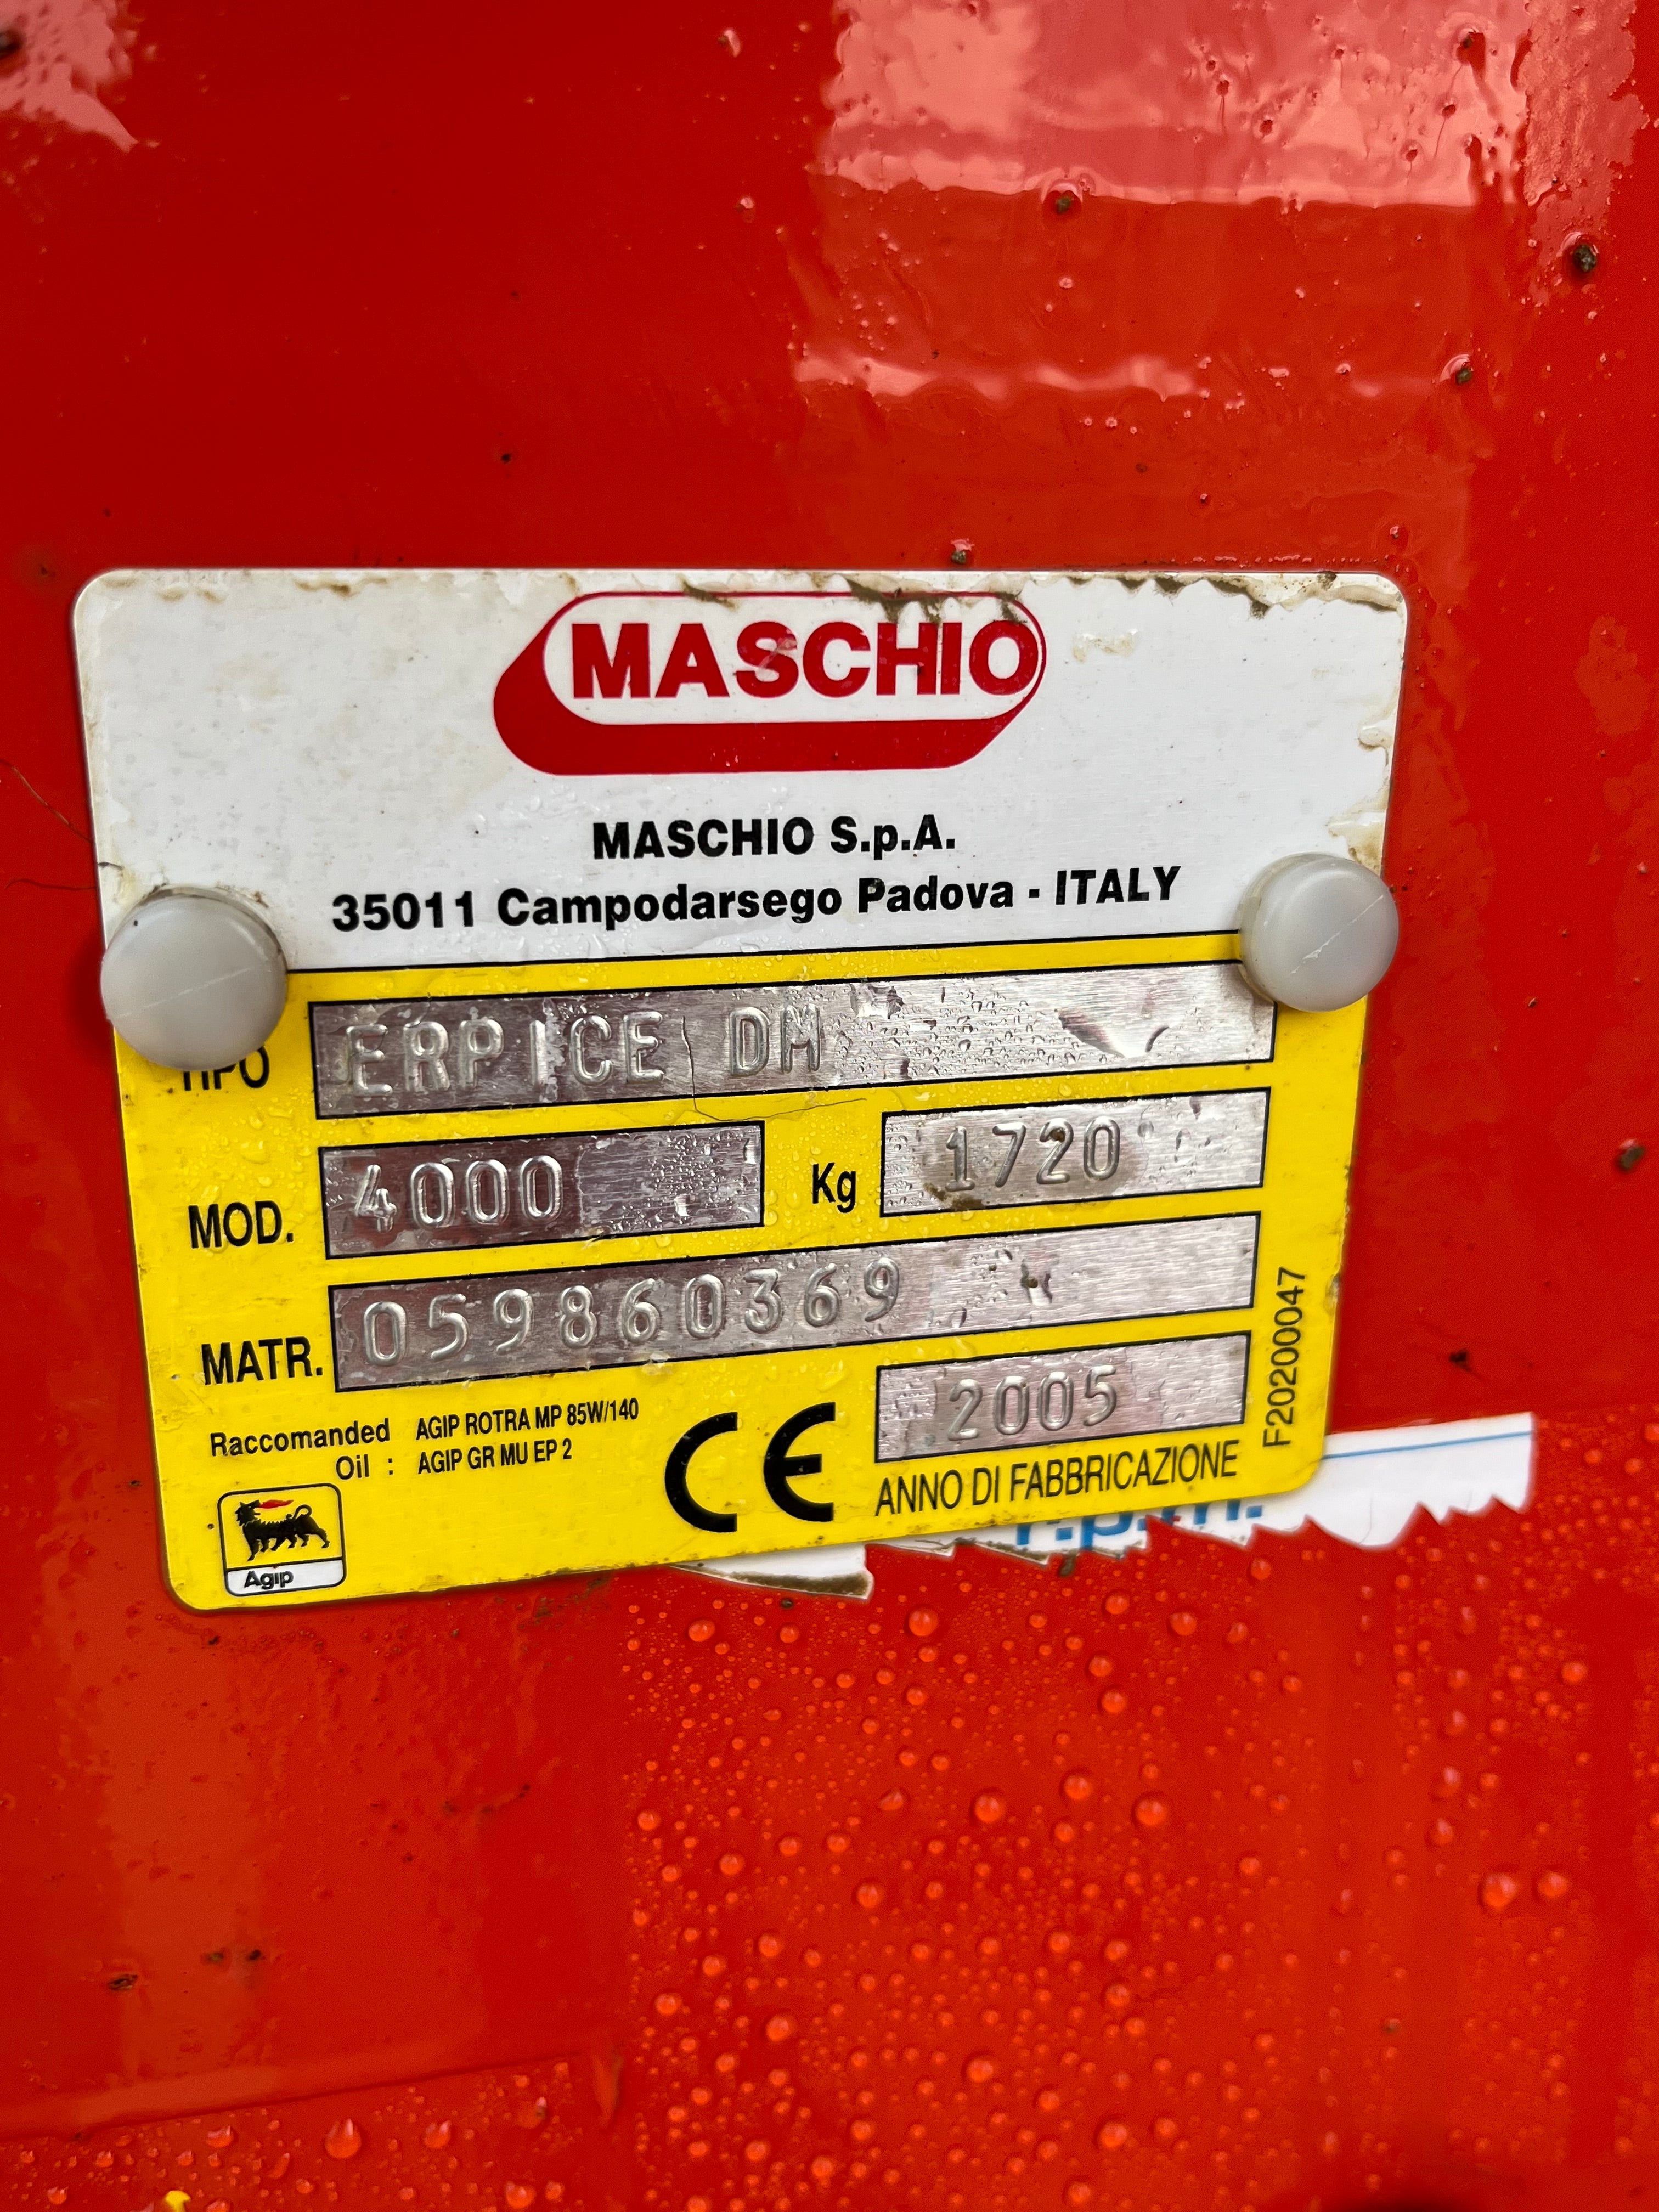 MASCHIO
MASCHIO S.p.A.
35011 Campodarsego Padova - ITALY
TIPO ERPICE DM
MOD. 4000 Kg 1720
MATR. 059860369
Raccomanded Oil : AGIP ROTRA MP 85W/140
AGIP GR MU EP 2
CE
2005
ANNO DI FABBRICAZIONE
F20200047
Agip
r.p.m.